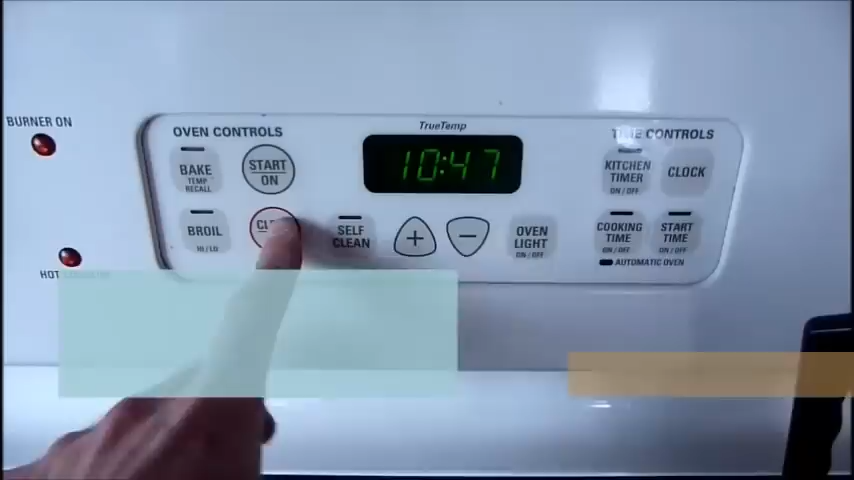 BURNER ON
OVEN CONTROLS
BAKE
TEMP
RECALL
START
ON
BROIL
HI/LO
SELF
CLEAN
TrueTemp
10:47
+
−
OVEN
LIGHT
ON/OFF
TIME CONTROLS
KITCHEN
TIMER
ON/OFF
CLOCK
COOKING
TIME
ON/OFF
START
TIME
ON/OFF
AUTOMATIC OVEN